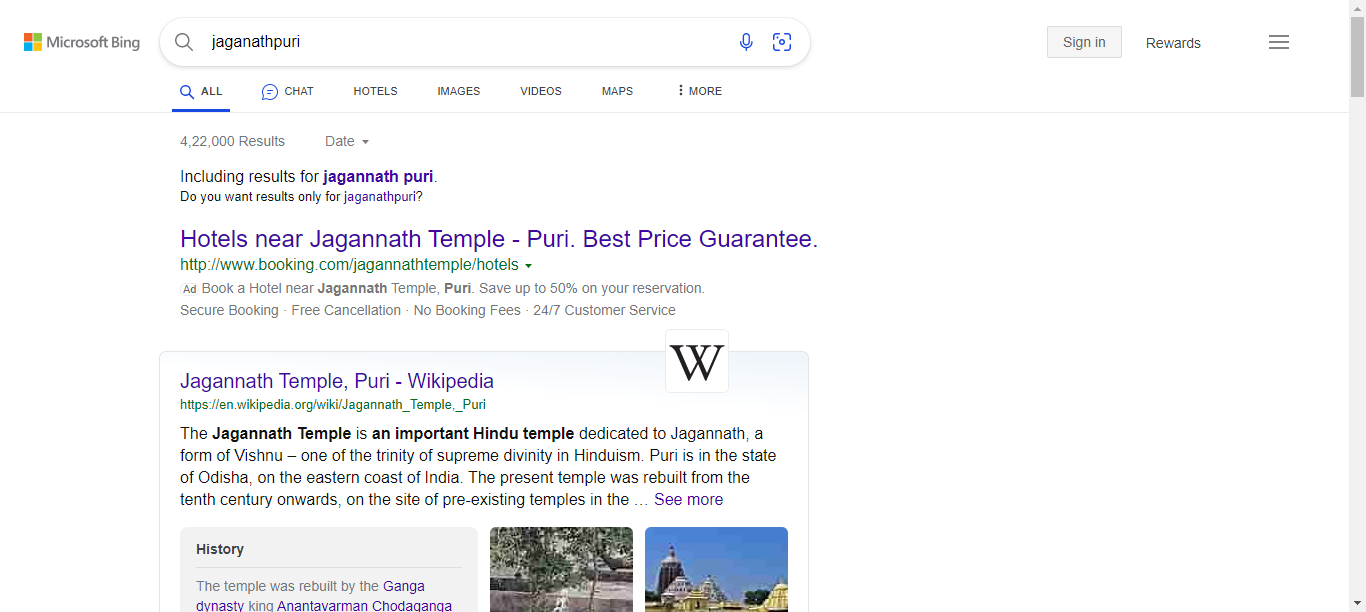 Microsoft Bing
jaganathpuri
Sign in
Rewards
ALL
CHAT
HOTELS
IMAGES
VIDEOS
MAPS
MORE
4,22,000 Results
Date
Including results for jagannath puri.
Do you want results only for jaganathpuri?
Hotels near Jagannath Temple - Puri. Best Price Guarantee.
http://www.booking.com/jagannathtemple/hotels
Ad Book a Hotel near Jagannath Temple, Puri. Save up to 50% on your reservation.
Secure Booking · Free Cancellation · No Booking Fees · 24/7 Customer Service
W
Jagannath Temple, Puri - Wikipedia
https://en.wikipedia.org/wiki/Jagannath_Temple,_Puri
The Jagannath Temple is an important Hindu temple dedicated to Jagannath, a
form of Vishnu – one of the trinity of supreme divinity in Hinduism. Puri is in the state
of Odisha, on the eastern coast of India. The present temple was rebuilt from the
tenth century onwards, on the site of pre-existing temples in the … See more
History
The temple was rebuilt by the Ganga
dynasty king Anantavarman Chodaganga